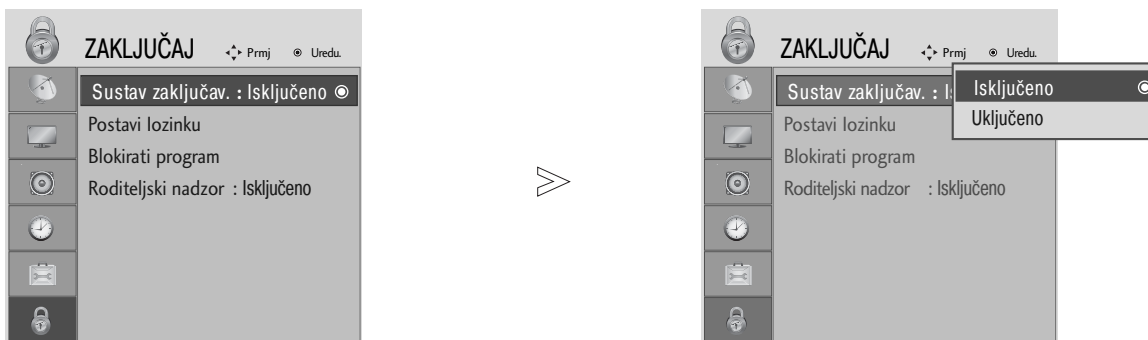 ZAKLJUČAJ Prmj Uredu.
Sustav zaključav. : Isključeno
Postavi lozinku
Blokirati program
Roditeljski nadzor : Isključeno
ZAKLJUČAJ Prmj Uredu.
Sustav zaključav. :
Isključeno
Uključeno
Postavi lozinku
Blokirati program
Roditeljski nadzor : Isključeno